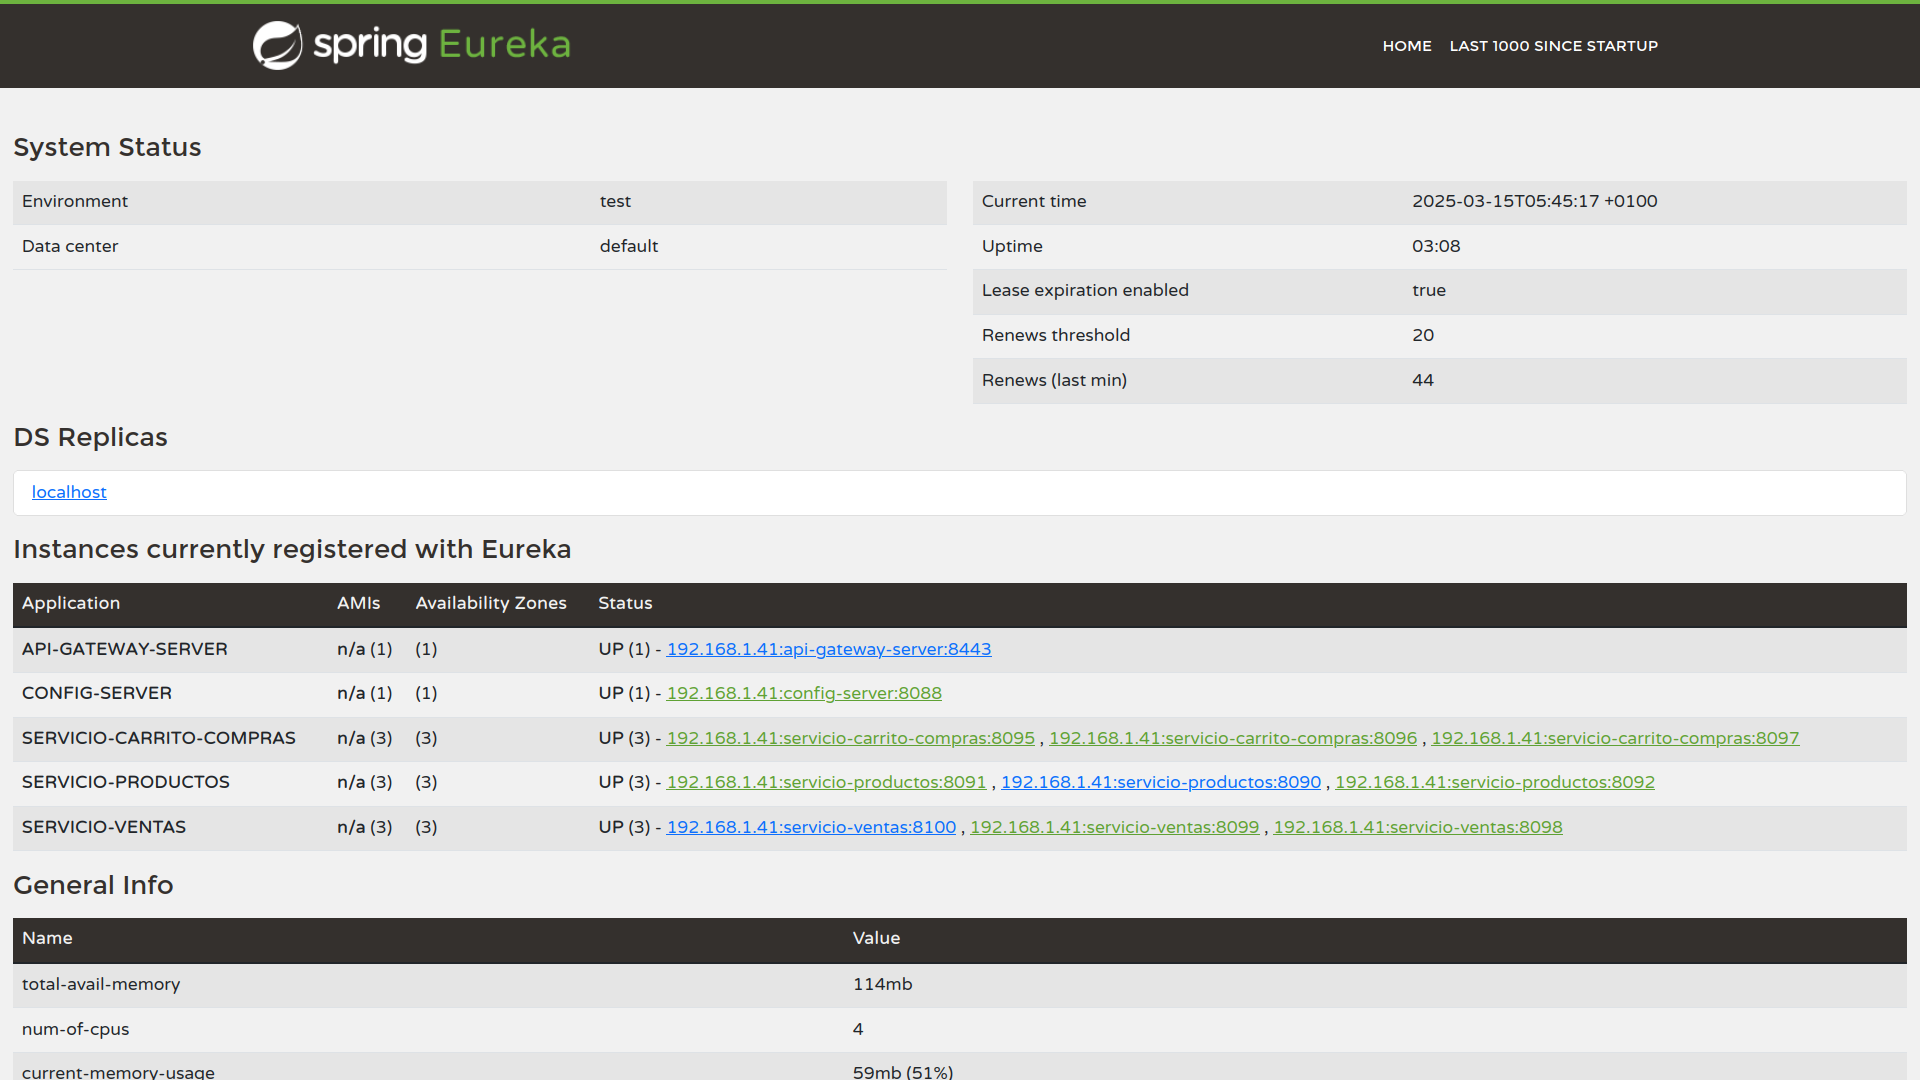 spring Eureka
HOME LAST 1000 SINCE STARTUP
System Status
Environment test
Data center default
Current time 2025-03-15T05:45:17 +0100
Uptime 03:08
Lease expiration enabled true
Renews threshold 20
Renews (last min) 44
DS Replicas
localhost
Instances currently registered with Eureka
Application AMIs Availability Zones Status
API-GATEWAY-SERVER n/a (1) (1) UP (1) - 192.168.1.41:api-gateway-server:8443
CONFIG-SERVER n/a (1) (1) UP (1) - 192.168.1.41:config-server:8088
SERVICIO-CARRITO-COMPRAS n/a (3) (3) UP (3) - 192.168.1.41:servicio-carrito-compras:8095 , 192.168.1.41:servicio-carrito-compras:8096 , 192.168.1.41:servicio-carrito-compras:8097
SERVICIO-PRODUCTOS n/a (3) (3) UP (3) - 192.168.1.41:servicio-productos:8091 , 192.168.1.41:servicio-productos:8090 , 192.168.1.41:servicio-productos:8092
SERVICIO-VENTAS n/a (3) (3) UP (3) - 192.168.1.41:servicio-ventas:8100 , 192.168.1.41:servicio-ventas:8099 , 192.168.1.41:servicio-ventas:8098
General Info
Name Value
total-avail-memory 114mb
num-of-cpus 4
current-memory-usage 59mb (51%)